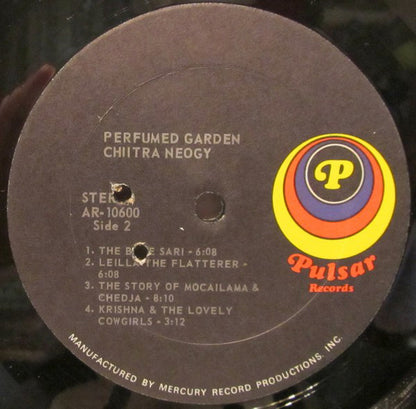 PERFUMED GARDEN
CHIITRA NEOGY
STEREO
AR-10600
Side 2
1. THE SARI - 6:08
2. LEILLA THE FLATTERER -
6:08
3. THE STORY OF MOCAILAMA &
CHEDJA - 8:10
4. KRISHNA & THE LOVELY
COWGIRLS - 3:12
P
Pulsar
Records
MANUFACTURED BY MERCURY RECORD PRODUCTIONS, INC.